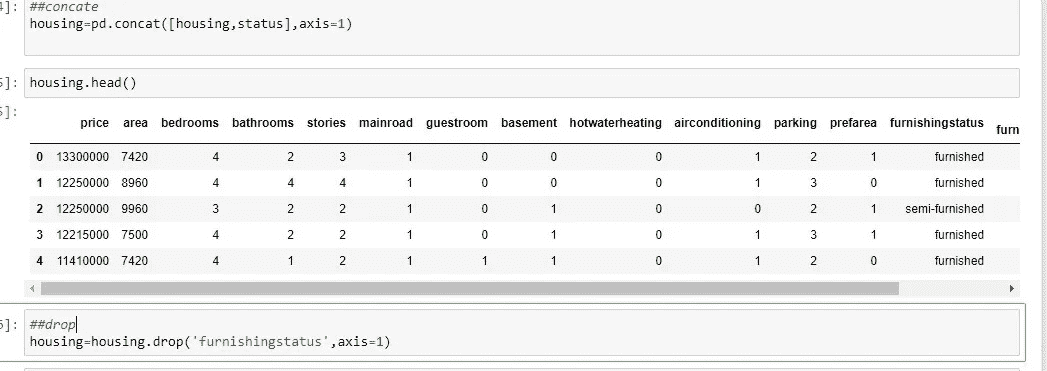 4]: ##concate
housing=pd.concat([housing,status],axis=1)
5]: housing.head()
5]:
price area bedrooms bathrooms stories mainroad guestroom basement hotwaterheating airconditioning parking prefarea furnishingstatus furn
0 13300000 7420 4 2 3 1 0 0 0 1 2 1 furnished
1 12250000 8960 4 4 4 1 0 0 0 1 3 0 furnished
2 12250000 9960 3 2 2 1 0 1 0 0 2 1 semi-furnished
3 12215000 7500 4 2 2 1 0 1 0 1 3 1 furnished
4 11410000 7420 4 1 2 1 1 1 0 1 2 0 furnished
6]: ##drop
housing=housing.drop('furnishingstatus',axis=1)